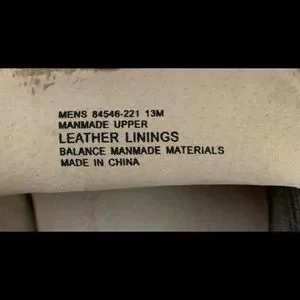 MENS 84546-221 13M
MANMADE UPPER
LEATHER LININGS
BALANCE MANMADE MATERIALS
MADE IN CHINA